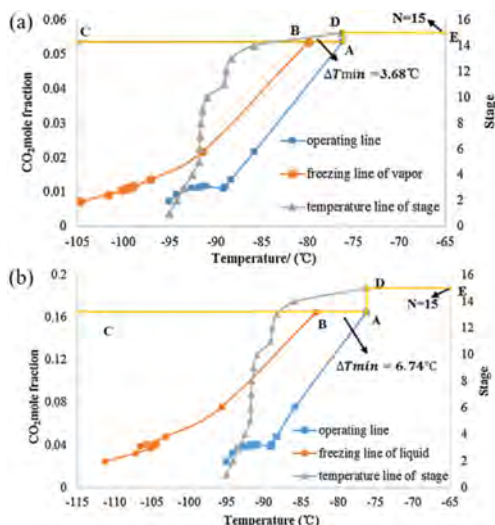 (a)
0.06
0.05
0.04
0.03
0.02
0.01
0
CO₂mole fraction
C
B
D
A
E
N=15
ΔTmin =3.68℃
operating line
freezing line of vapor
temperature line of stage
16
14
12
10
8
6
4
2
0
Stage
-105
-100
-95
-90
-85
-80
-75
-70
-65
Temperature/ (℃)
(b)
0.2
0.16
0.12
0.08
0.04
0
CO₂mole fraction
C
B
D
A
E
N=15
ΔTmin = 6.74℃
operating line
freezing line of liquid
temperature line of stage
16
14
12
10
8
6
4
2
0
Stage
-115
-110
-105
-100
-95
-90
-85
-80
-75
-70
-65
Temperature (℃)